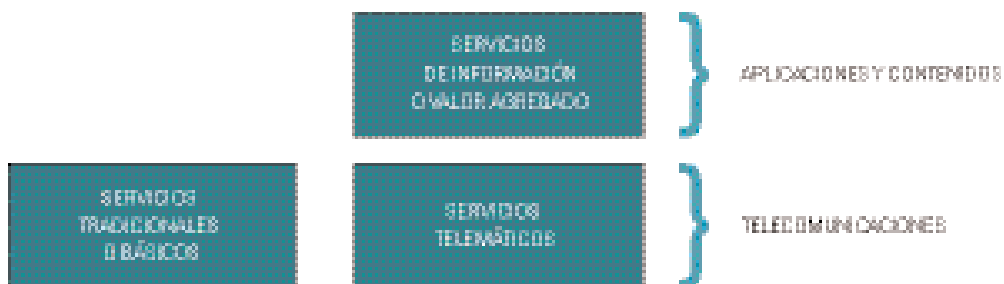 SERVICIOS
DE INFORMACIÓN
O VALOR AGREGADO
APLICACIONES Y CONTENIDOS
SERVICIOS
TRADICIONALES
O BÁSICOS
SERVICIOS
TELEMÁTICOS
TELECOMUNICACIONES